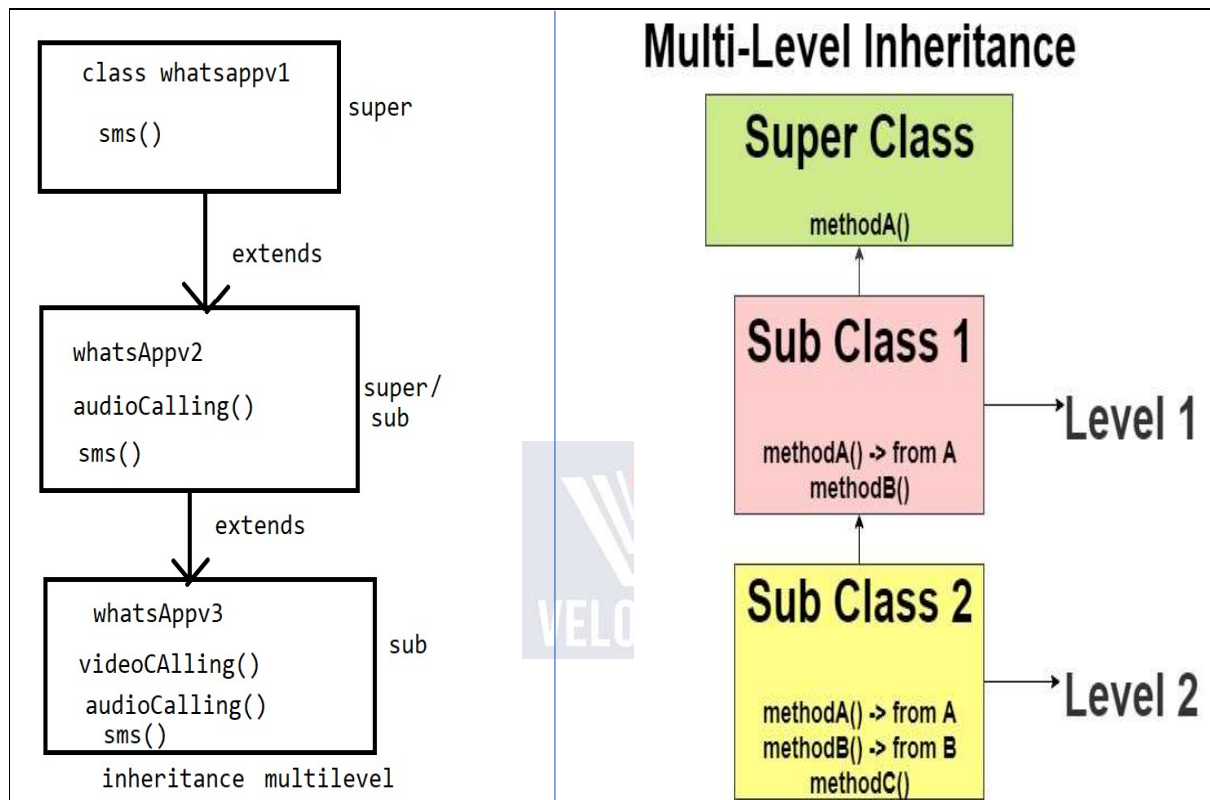 class whatsappv1
sms()
super
extends
whatsAppv2
audioCalling()
sms()
super/
sub
extends
whatsAppv3
videoCAlling()
audioCalling()
sms()
sub
inheritance multilevel
Multi-Level Inheritance
Super Class
methodA()
Sub Class 1
methodA() -> from A
methodB()
Level 1
Sub Class 2
methodA() -> from A
methodB() -> from B
methodC()
Level 2